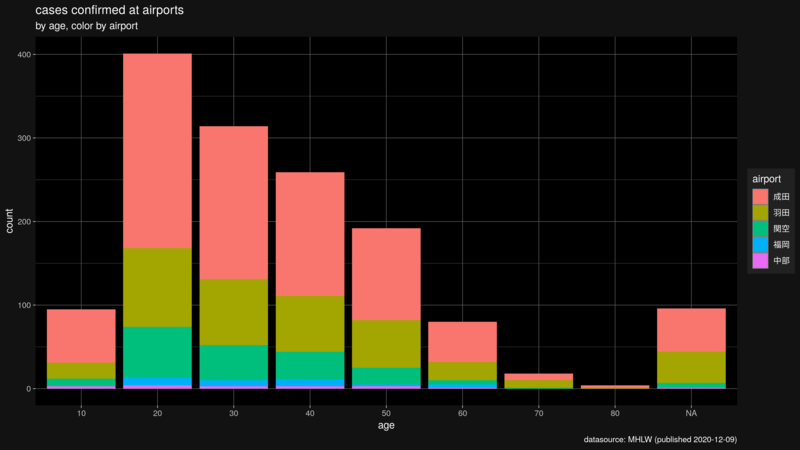 cases confirmed at airports
by age, color by airport
400
300
200
100
0
count
10 20 30 40 50 60 70 80 NA
age
airport
成田
羽田
関空
福岡
中部
datasource: MHLW (published 2020-12-09)